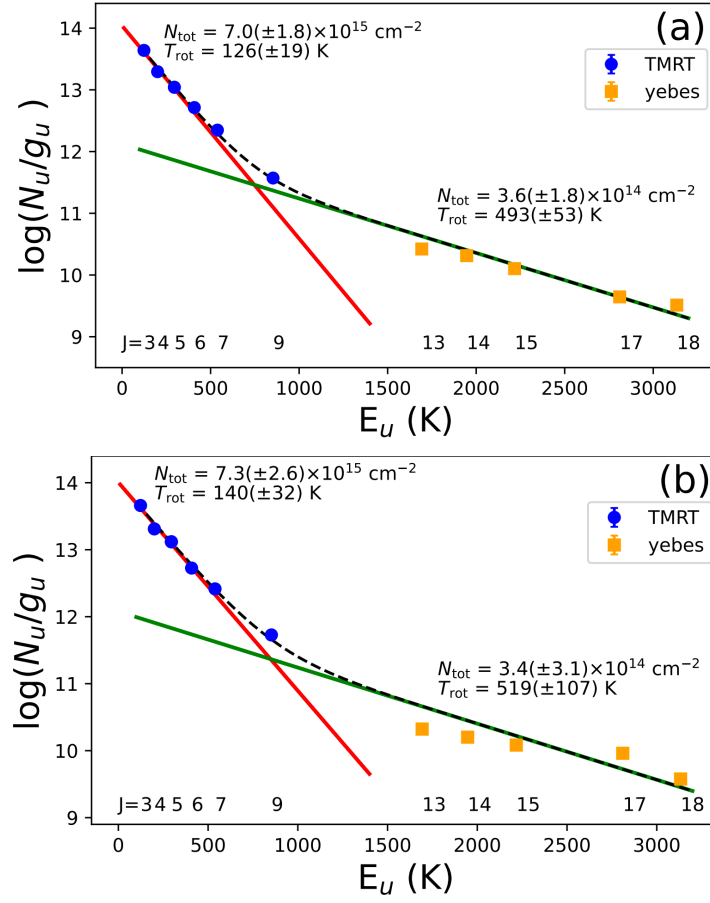 (a)
N_tot = 7.0(±1.8)×10^15 cm^−2
T_rot = 126(±19) K
TMRT
yebes
N_tot = 3.6(±1.8)×10^14 cm^−2
T_rot = 493(±53) K
log(N_u/g_u)
14
13
12
11
10
9
J=3 4 5 6 7 9 13 14 15 17 18
0 500 1000 1500 2000 2500 3000
E_u (K)
(b)
N_tot = 7.3(±2.6)×10^15 cm^−2
T_rot = 140(±32) K
TMRT
yebes
N_tot = 3.4(±3.1)×10^14 cm^−2
T_rot = 519(±107) K
log(N_u/g_u)
14
13
12
11
10
9
J=3 4 5 6 7 9 13 14 15 17 18
0 500 1000 1500 2000 2500 3000
E_u (K)